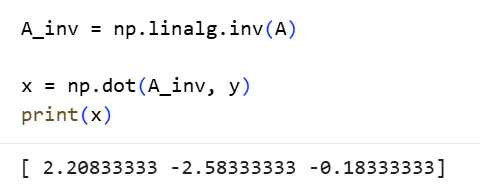 A_inv = np.linalg.inv(A)
x = np.dot(A_inv, y)
print(x)
[ 2.20833333 -2.58333333 -0.18333333]